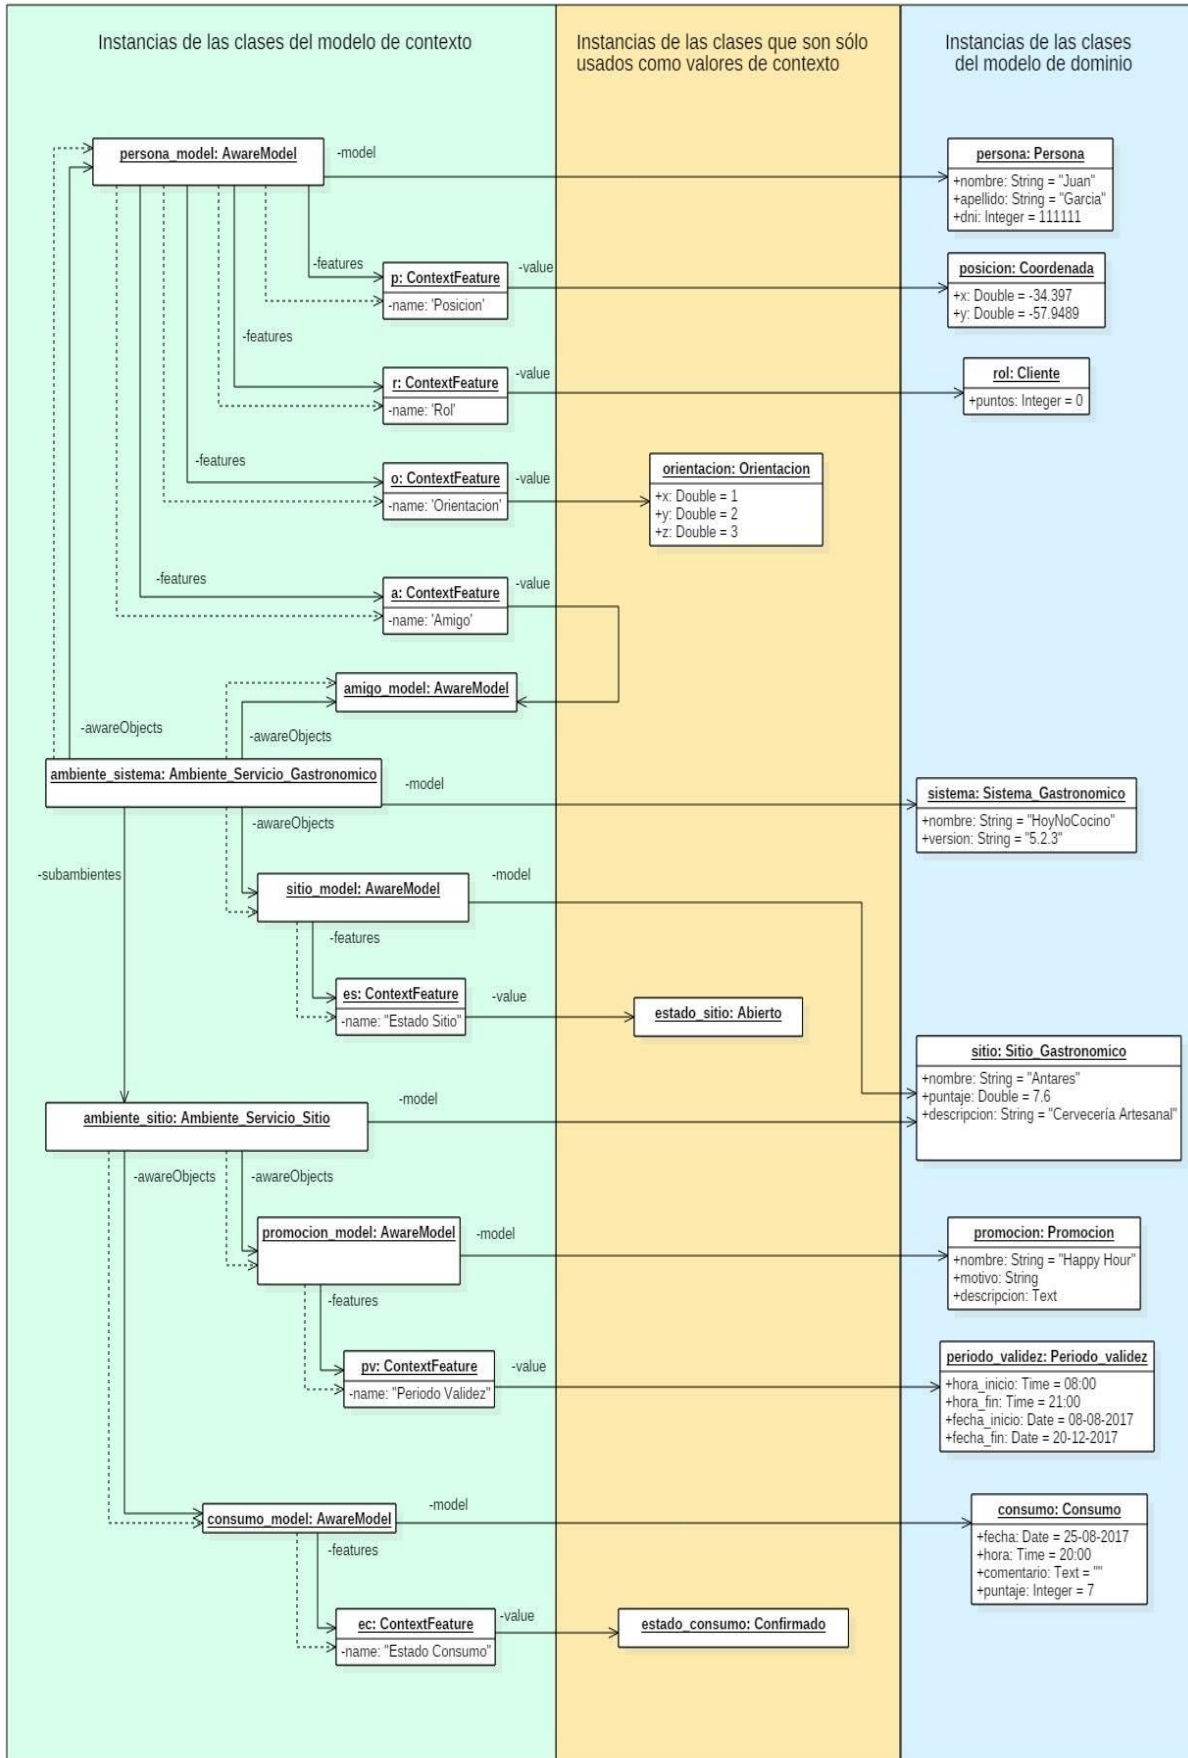 Instancias de las clases del modelo de contexto
Instancias de las clases que son sólo
usados como valores de contexto
Instancias de las clases
del modelo de dominio
persona_model: AwareModel
-model
persona: Persona
+nombre: String = "Juan"
+apellido: String = "Garcia"
+dni: Integer = 111111
-features
p: ContextFeature
-name: 'Posicion'
-value
posicion: Coordenada
+x: Double = -34.397
+y: Double = -57.9489
-features
r: ContextFeature
-name: 'Rol'
-value
rol: Cliente
+puntos: Integer = 0
-features
o: ContextFeature
-name: 'Orientacion'
-value
orientacion: Orientacion
+x: Double = 1
+y: Double = 2
+z: Double = 3
-features
a: ContextFeature
-name: 'Amigo'
-value
amigo_model: AwareModel
-awareObjects
-awareObjects
ambiente_sistema: Ambiente_Servicio_Gastronomico
-model
sistema: Sistema_Gastronomico
+nombre: String = "HoyNoCocino"
+version: String = "5.2.3"
-awareObjects
-subambientes
sitio_model: AwareModel
-model
-features
es: ContextFeature
-name: "Estado Sitio"
-value
estado_sitio: Abierto
sitio: Sitio_Gastronomico
+nombre: String = "Antares"
+puntaje: Double = 7.6
+descripcion: String = "Cervecería Artesanal"
ambiente_sitio: Ambiente_Servicio_Sitio
-model
-awareObjects
-awareObjects
promocion_model: AwareModel
-model
promocion: Promocion
+nombre: String = "Happy Hour"
+motivo: String
+descripcion: Text
-features
pv: ContextFeature
-name: "Periodo Validez"
-value
periodo_validez: Periodo_validez
+hora_inicio: Time = 08:00
+hora_fin: Time = 21:00
+fecha_inicio: Date = 08-08-2017
+fecha_fin: Date = 20-12-2017
consumo_model: AwareModel
-model
consumo: Consumo
+fecha: Date = 25-08-2017
+hora: Time = 20:00
+comentario: Text = ""
+puntaje: Integer = 7
-features
ec: ContextFeature
-name: "Estado Consumo"
-value
estado_consumo: Confirmado